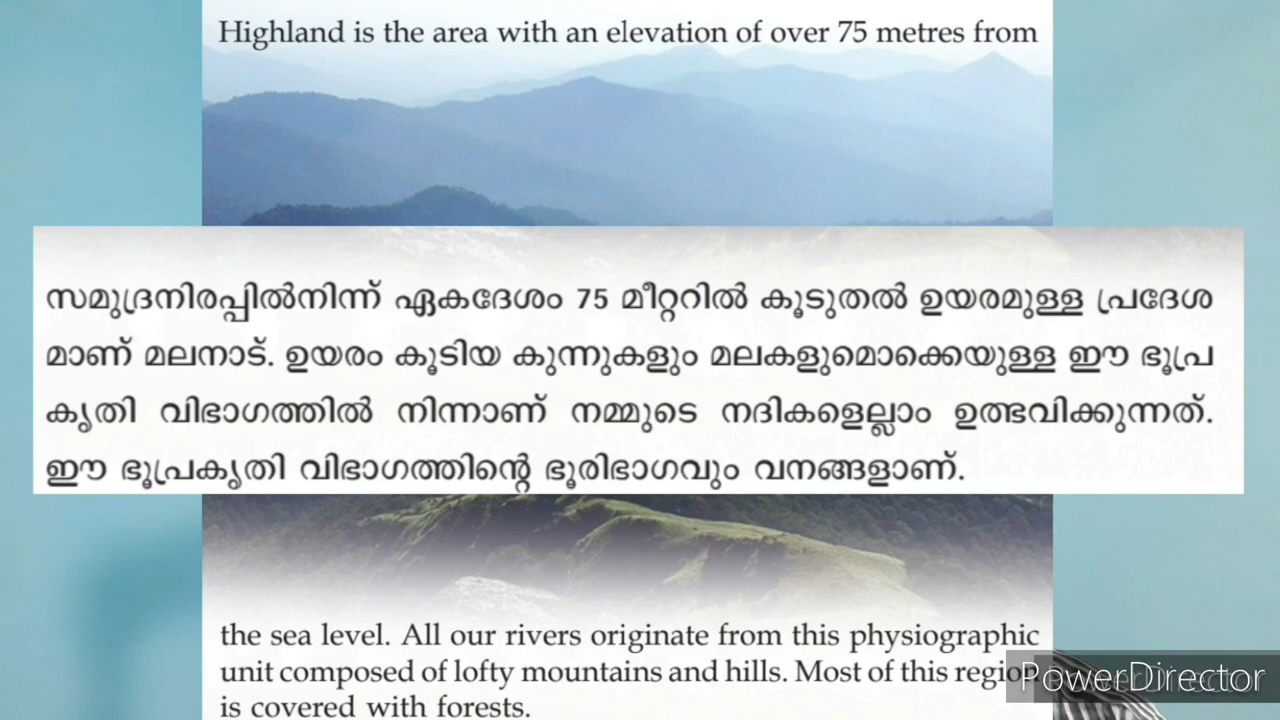 Highland is the area with an elevation of over 75 metres from
സമുദ്രനിരപ്പിൽനിന്ന് ഏകദേശം 75 മീറ്ററിൽ കൂടുതൽ ഉയരമുള്ള പ്രദേശ
മാണ് മലനാട്. ഉയരം കൂടിയ കുന്നുകളും മലകളുമൊക്കെയുള്ള ഈ ഭൂപ്ര
കൃതി വിഭാഗത്തിൽ നിന്നാണ് നമ്മുടെ നദികളെല്ലാം ഉത്ഭവിക്കുന്നത്.
ഈ ഭൂപ്രകൃതി വിഭാഗത്തിന്റെ ഭൂരിഭാഗവും വനങ്ങളാണ്.
the sea level. All our rivers originate from this physiographic
unit composed of lofty mountains and hills. Most of this region
is covered with forests.
PowerDirector